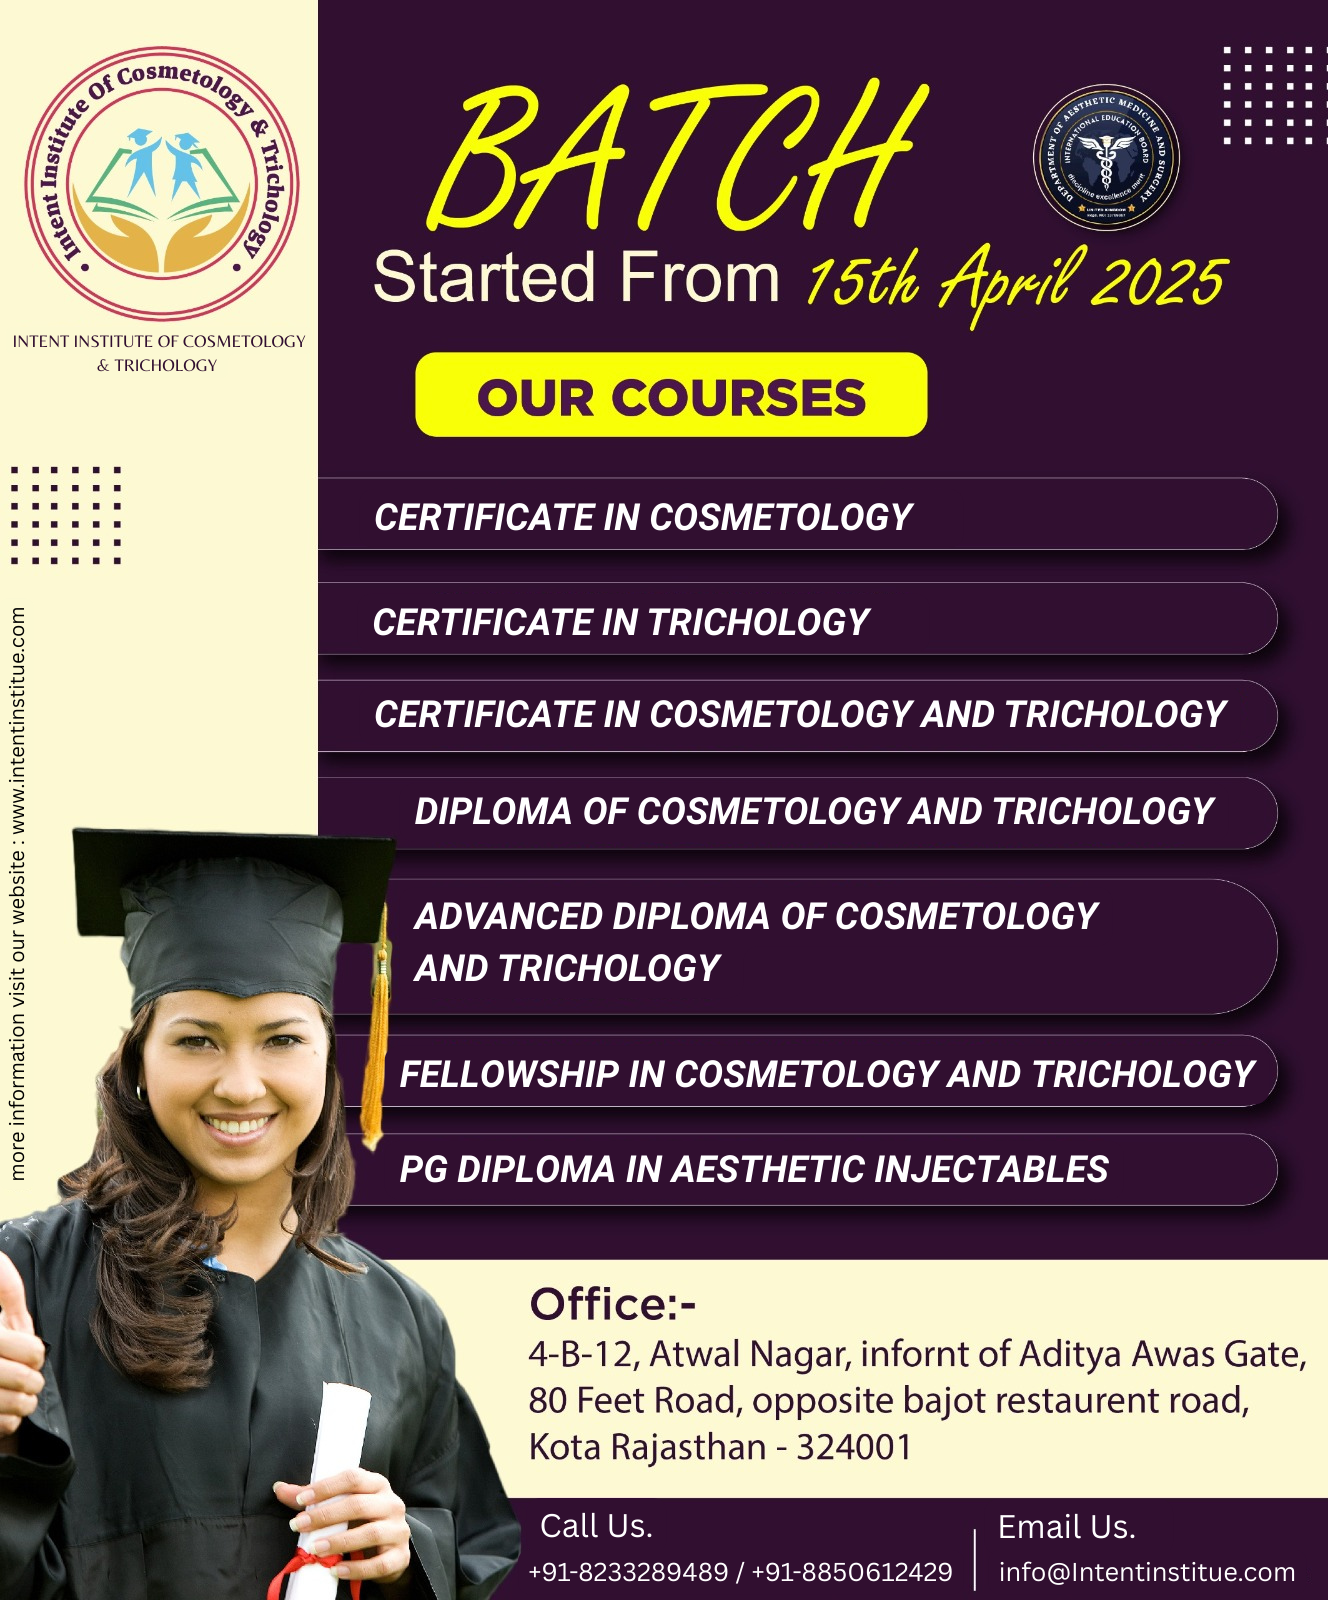 Intent Institute Of Cosmetology & Trichology
INTENT INSTITUTE OF COSMETOLOGY
& TRICHOLOGY
BATCH
Started From 15th April 2025
DEPARTMENT OF AESTHETIC MEDICINE AND SURGERY
INTERNATIONAL EDUCATION BOARD
discipline excellence merit
UNITED KINGDOM
OUR COURSES
CERTIFICATE IN COSMETOLOGY
CERTIFICATE IN TRICHOLOGY
CERTIFICATE IN COSMETOLOGY AND TRICHOLOGY
DIPLOMA OF COSMETOLOGY AND TRICHOLOGY
ADVANCED DIPLOMA OF COSMETOLOGY
AND TRICHOLOGY
FELLOWSHIP IN COSMETOLOGY AND TRICHOLOGY
PG DIPLOMA IN AESTHETIC INJECTABLES
more information visit our website : www.intentinstitue.com
Office:-
4-B-12, Atwal Nagar, infornt of Aditya Awas Gate,
80 Feet Road, opposite bajot restaurent road,
Kota Rajasthan - 324001
Call Us.
+91-8233289489 / +91-8850612429
Email Us.
info@Intentinstitue.com